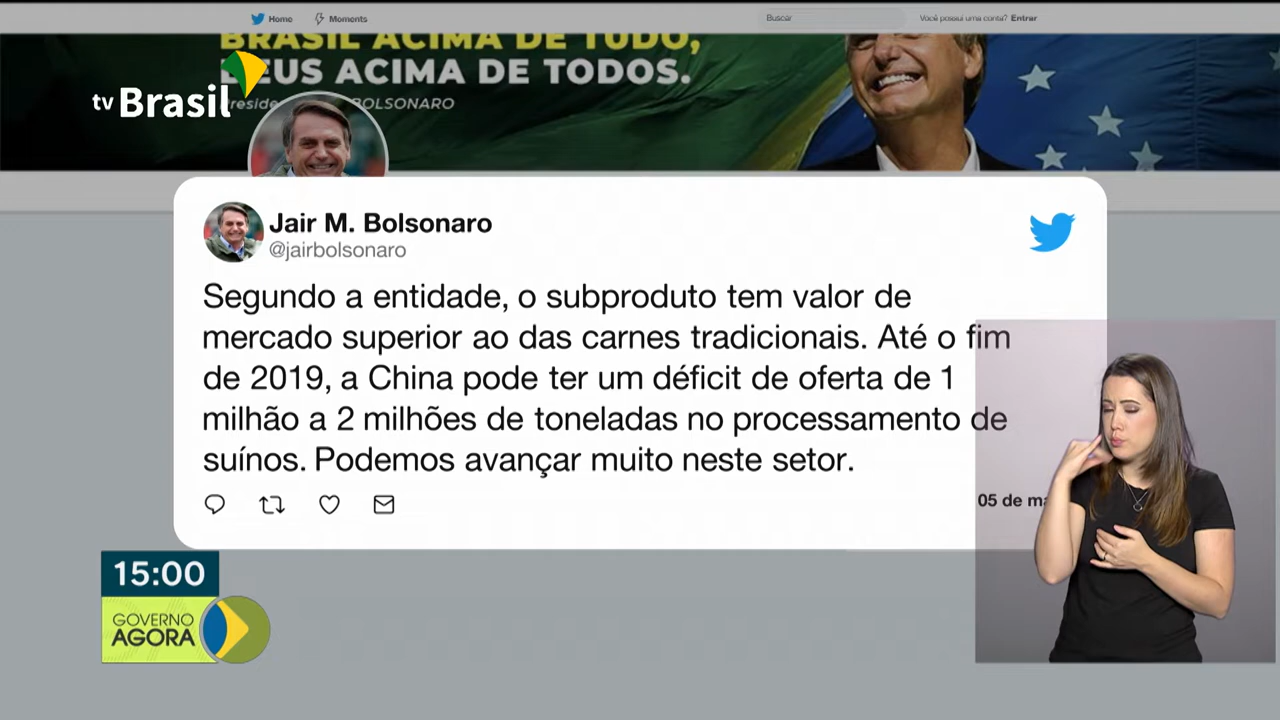 Home Moments Buscar Você possui uma conta? Entrar
BRASIL ACIMA DE TUDO,
DEUS ACIMA DE TODOS.
tv Brasil
BOLSONARO
Jair M. Bolsonaro
@jairbolsonaro
Segundo a entidade, o subproduto tem valor de
mercado superior ao das carnes tradicionais. Até o fim
de 2019, a China pode ter um déficit de oferta de 1
milhão a 2 milhões de toneladas no processamento de
suínos. Podemos avançar muito neste setor.
05 de
15:00
GOVERNO
AGORA